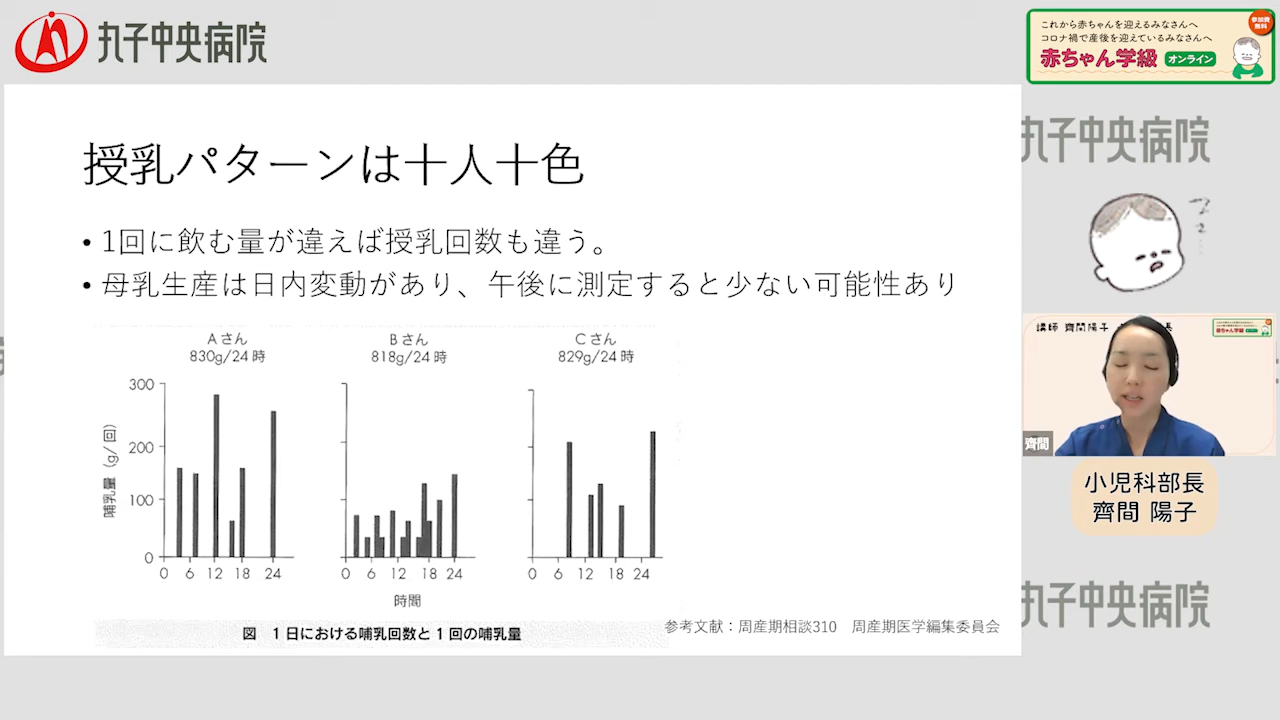 丸子中央病院
これから赤ちゃんを迎えるみなさんへ
コロナ禍で産後を迎えているみなさんへ
赤ちゃん学級 オンライン
参加費
無料
丸子中央病院
授乳パターンは十人十色
• 1回に飲む量が違えば授乳回数も違う。
• 母乳生産は日内変動があり、午後に測定すると少ない可能性あり
Aさん
830g/24時
Bさん
818g/24時
Cさん
829g/24時
哺乳量（g/回）
300
200
100
0
0 6 12 18 24
0 6 12 18 24
0 6 12 18 24
時間
図 1日における哺乳回数と1回の哺乳量
参考文献：周産期相談310 周産期医学編集委員会
講師 齊間陽子
赤ちゃん学級
齊間
小児科部長
齊間 陽子
丸子中央病院